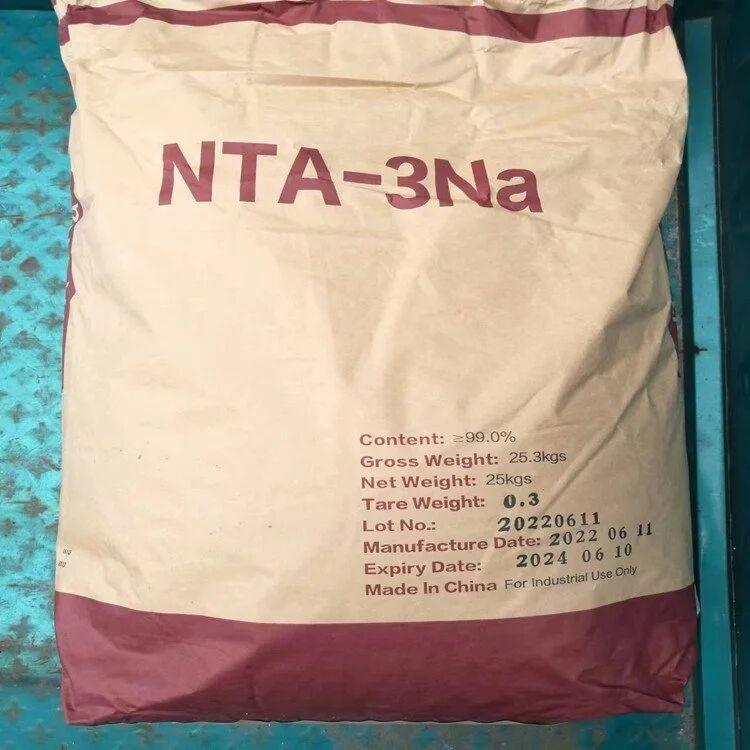 NTA-3Na
Content: ≥99.0%
Gross Weight: 25.3kgs
Net Weight: 25kgs
Tare Weight: 0.3
Lot No.: 20220611
Manufacture Date: 2022 06 11
Expiry Date: 2024 06 10
Made In China For Industrial Use Only